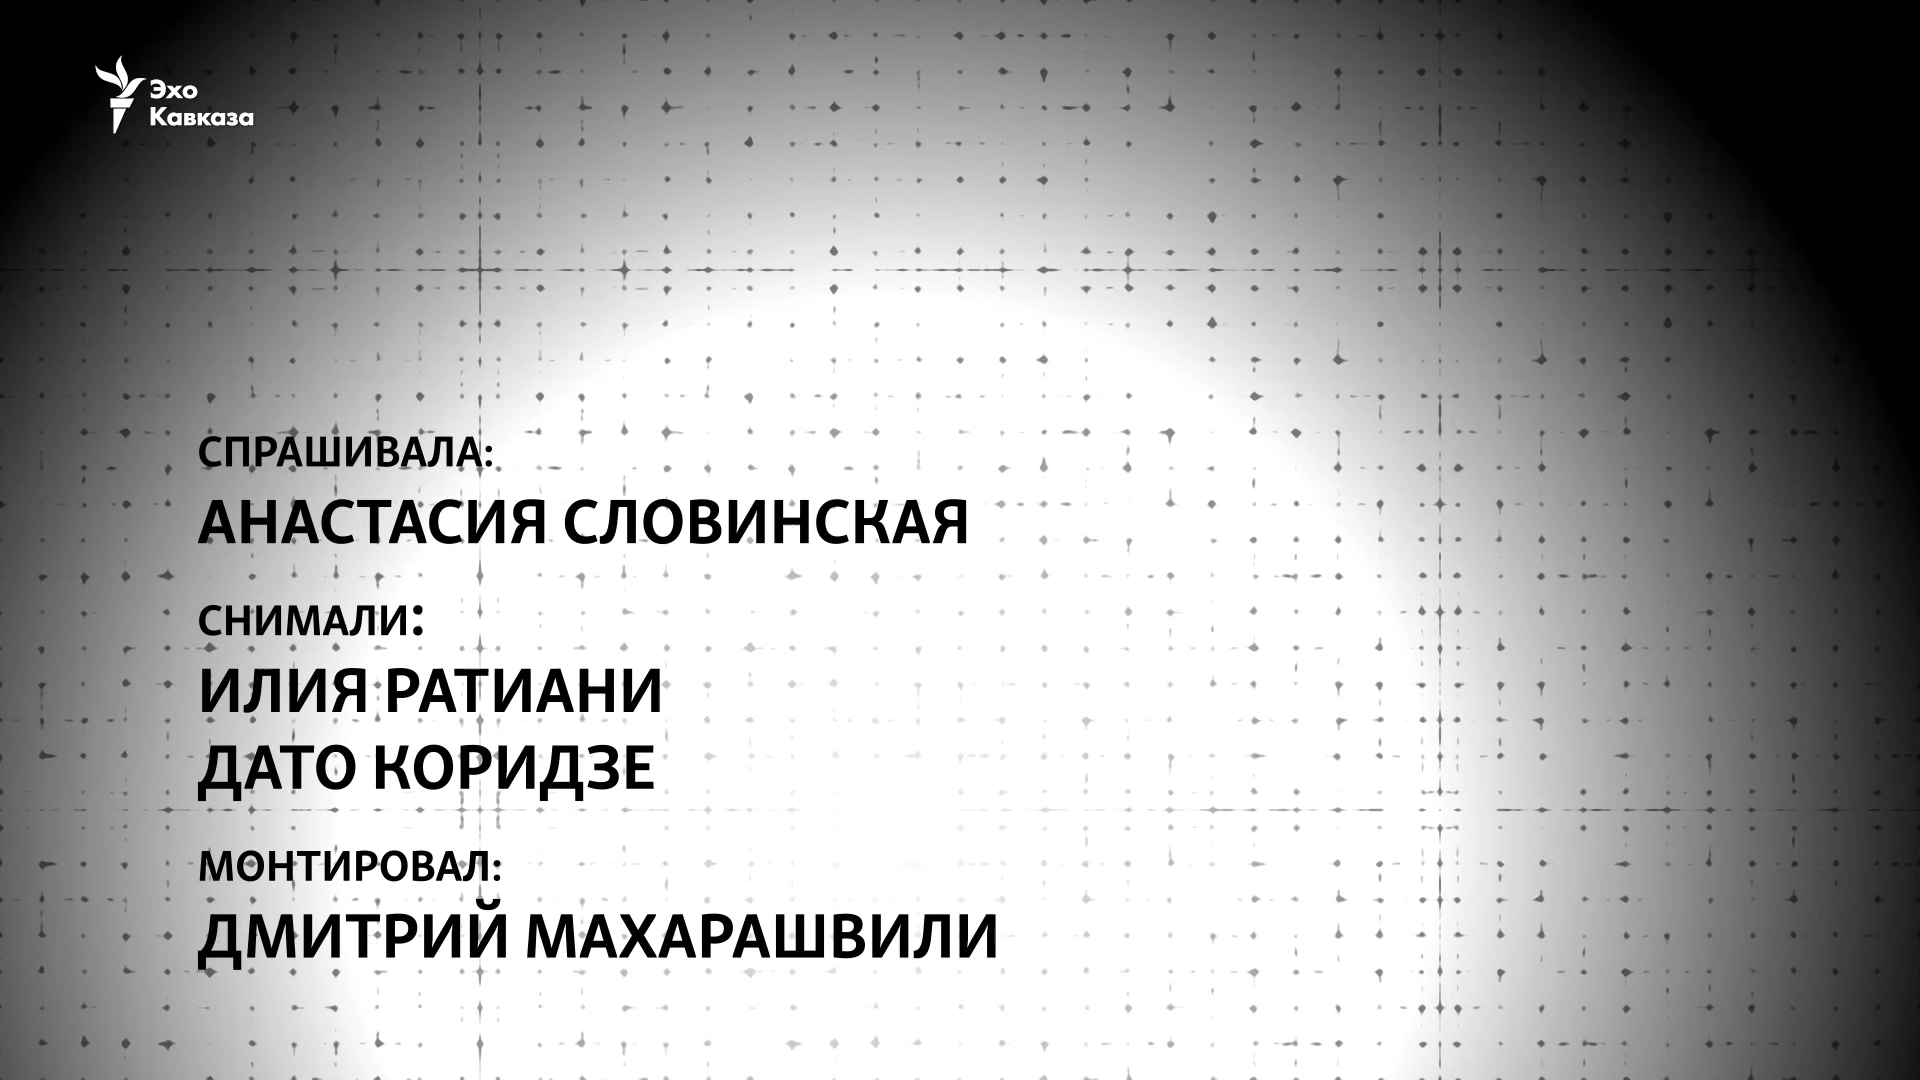 Эхо
Кавказа
СПРАШИВАЛА:
АНАСТАСИЯ СЛОВИНСКАЯ
СНИМАЛИ:
ИЛИЯ РАТИАНИ
ДАТО КОРИДЗЕ
МОНТИРОВАЛ:
ДМИТРИЙ МАХАРАШВИЛИ